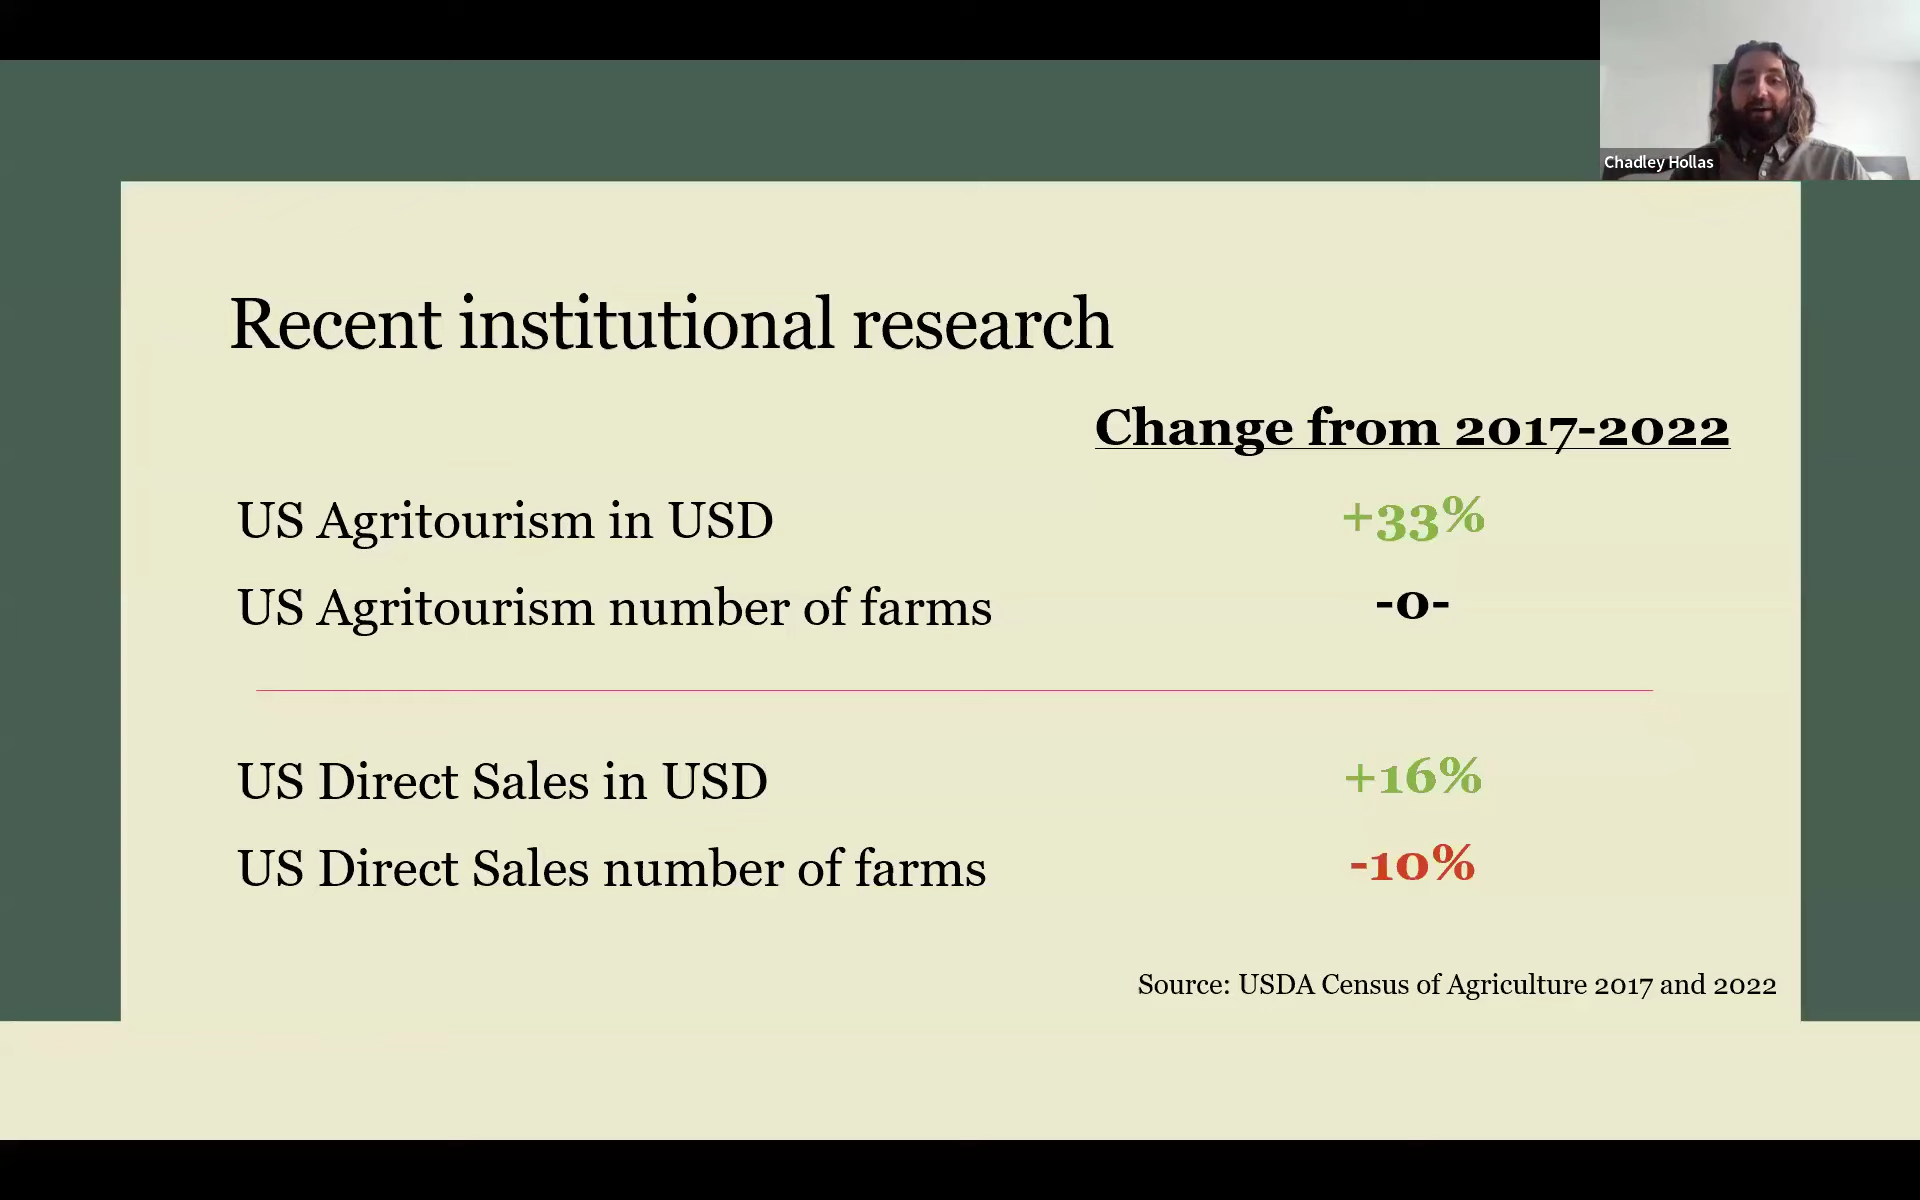 Chadley Hollas
Recent institutional research
Change from 2017-2022
US Agritourism in USD +33%
US Agritourism number of farms -0-
US Direct Sales in USD +16%
US Direct Sales number of farms -10%
Source: USDA Census of Agriculture 2017 and 2022